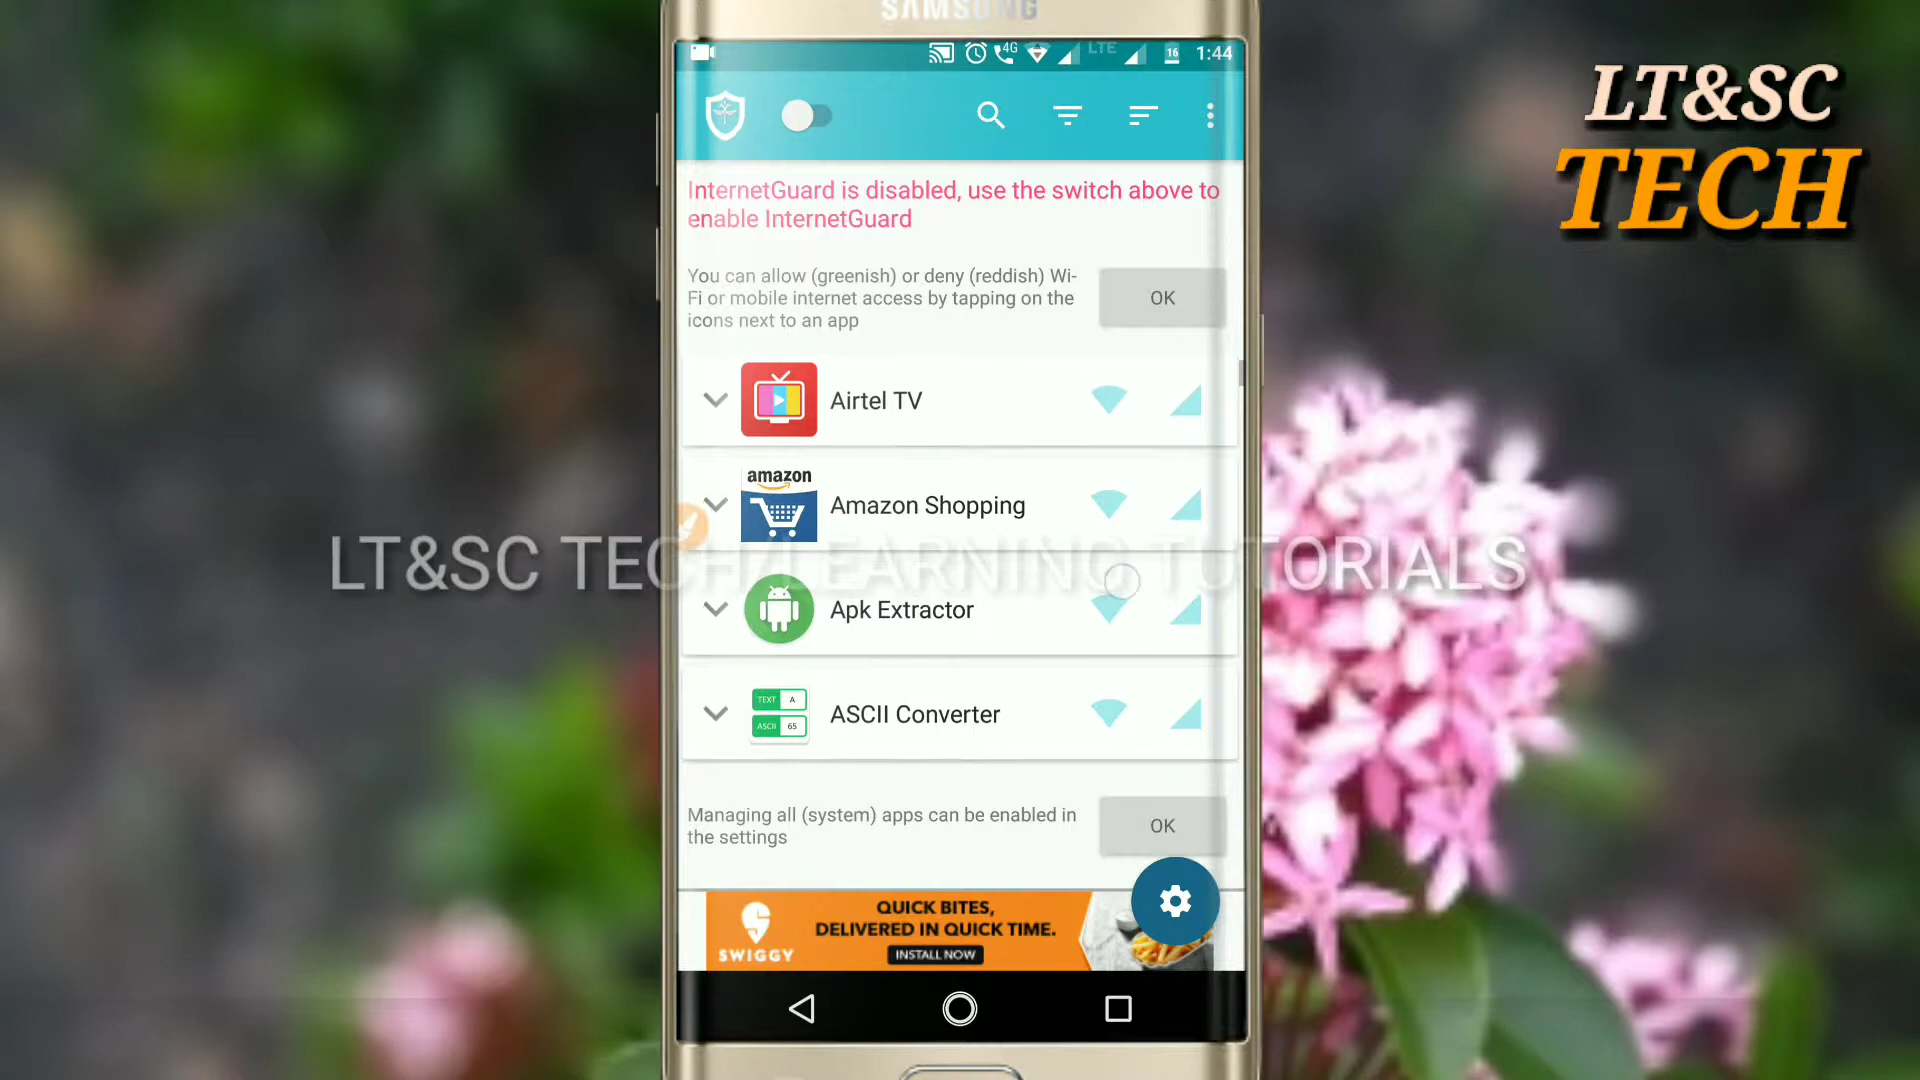 SAMSUNG
4G LTE 16 1:44
LT&SC
TECH
InternetGuard is disabled, use the switch above to
enable InternetGuard
You can allow (greenish) or deny (reddish) Wi-
Fi or mobile internet access by tapping on the
icons next to an app
OK
Airtel TV
amazon
Amazon Shopping
LT&SC TECH/LEARNING TUTORIALS
Apk Extractor
TEXT A
ASCII 65
ASCII Converter
Managing all (system) apps can be enabled in
the settings
OK
QUICK BITES,
DELIVERED IN QUICK TIME.
SWIGGY
INSTALL NOW